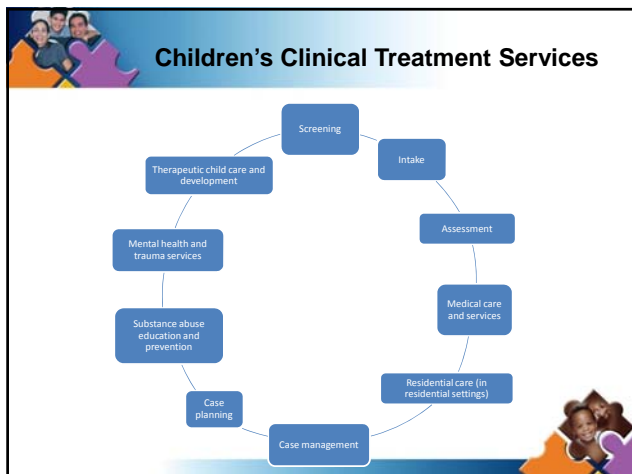 Children's Clinical Treatment Services
Screening
Intake
Assessment
Medical care
and services
Residential care (in
residential settings)
Case management
Case
planning
Substance abuse
education and
prevention
Mental health and
trauma services
Therapeutic child care and
development